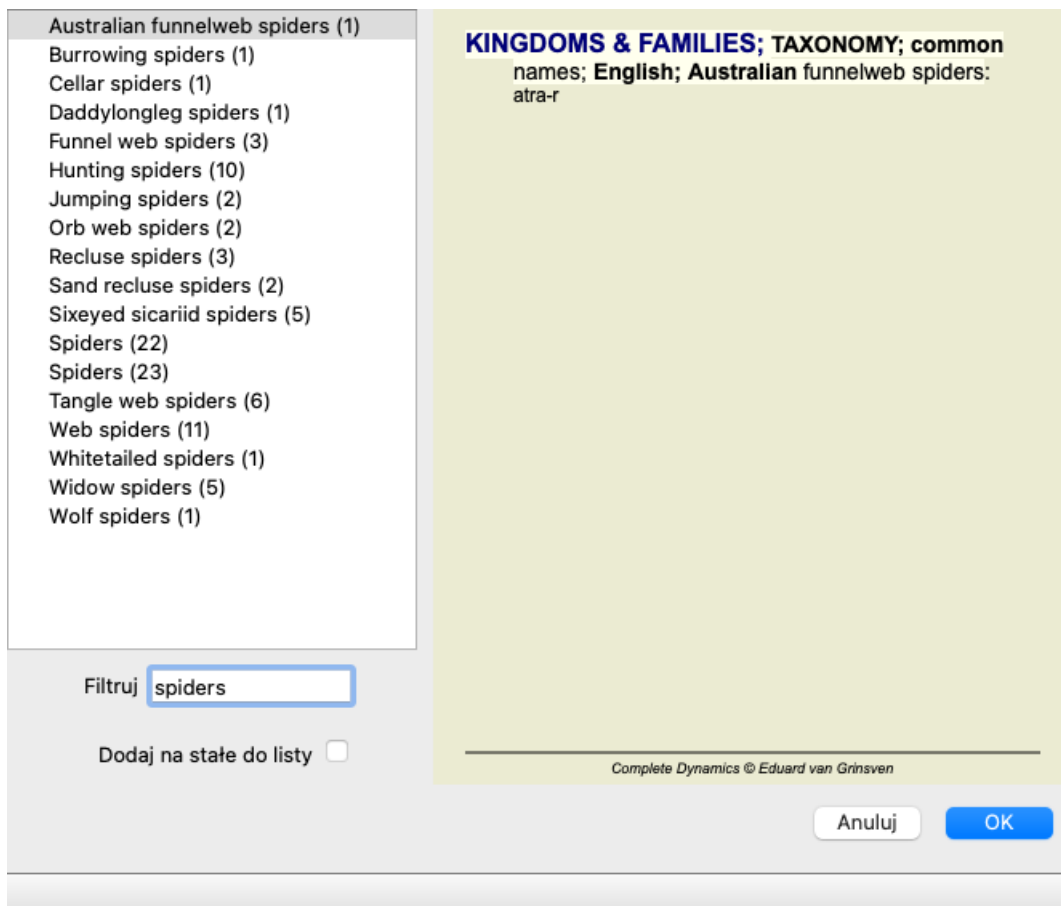 Australian funnelweb spiders (1)
Burrowing spiders (1)
Cellar spiders (1)
Daddylongleg spiders (1)
Funnel web spiders (3)
Hunting spiders (10)
Jumping spiders (2)
Orb web spiders (2)
Recluse spiders (3)
Sand recluse spiders (2)
Sixeyed sicariid spiders (5)
Spiders (22)
Spiders (23)
Tangle web spiders (6)
Web spiders (11)
Whitetailed spiders (1)
Widow spiders (5)
Wolf spiders (1)
Filtruj spiders
Dodaj na stałe do listy
KINGDOMS & FAMILIES; TAXONOMY; common
names; English; Australian funnelweb spiders:
atra-r
Complete Dynamics © Eduard van Grinsven
Anuluj OK